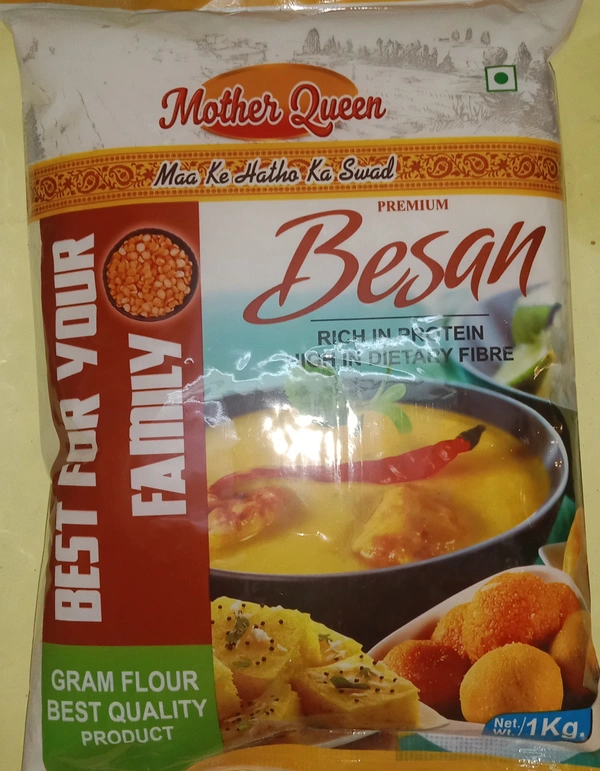 Mother Queen
Maa Ke Hatho Ka Swad
PREMIUM
Besan
RICH IN PROTEIN
HIGH IN DIETARY FIBRE
BEST FOR YOUR
FAMILY
GRAM FLOUR
BEST QUALITY
PRODUCT
Net.
Wt./1Kg.